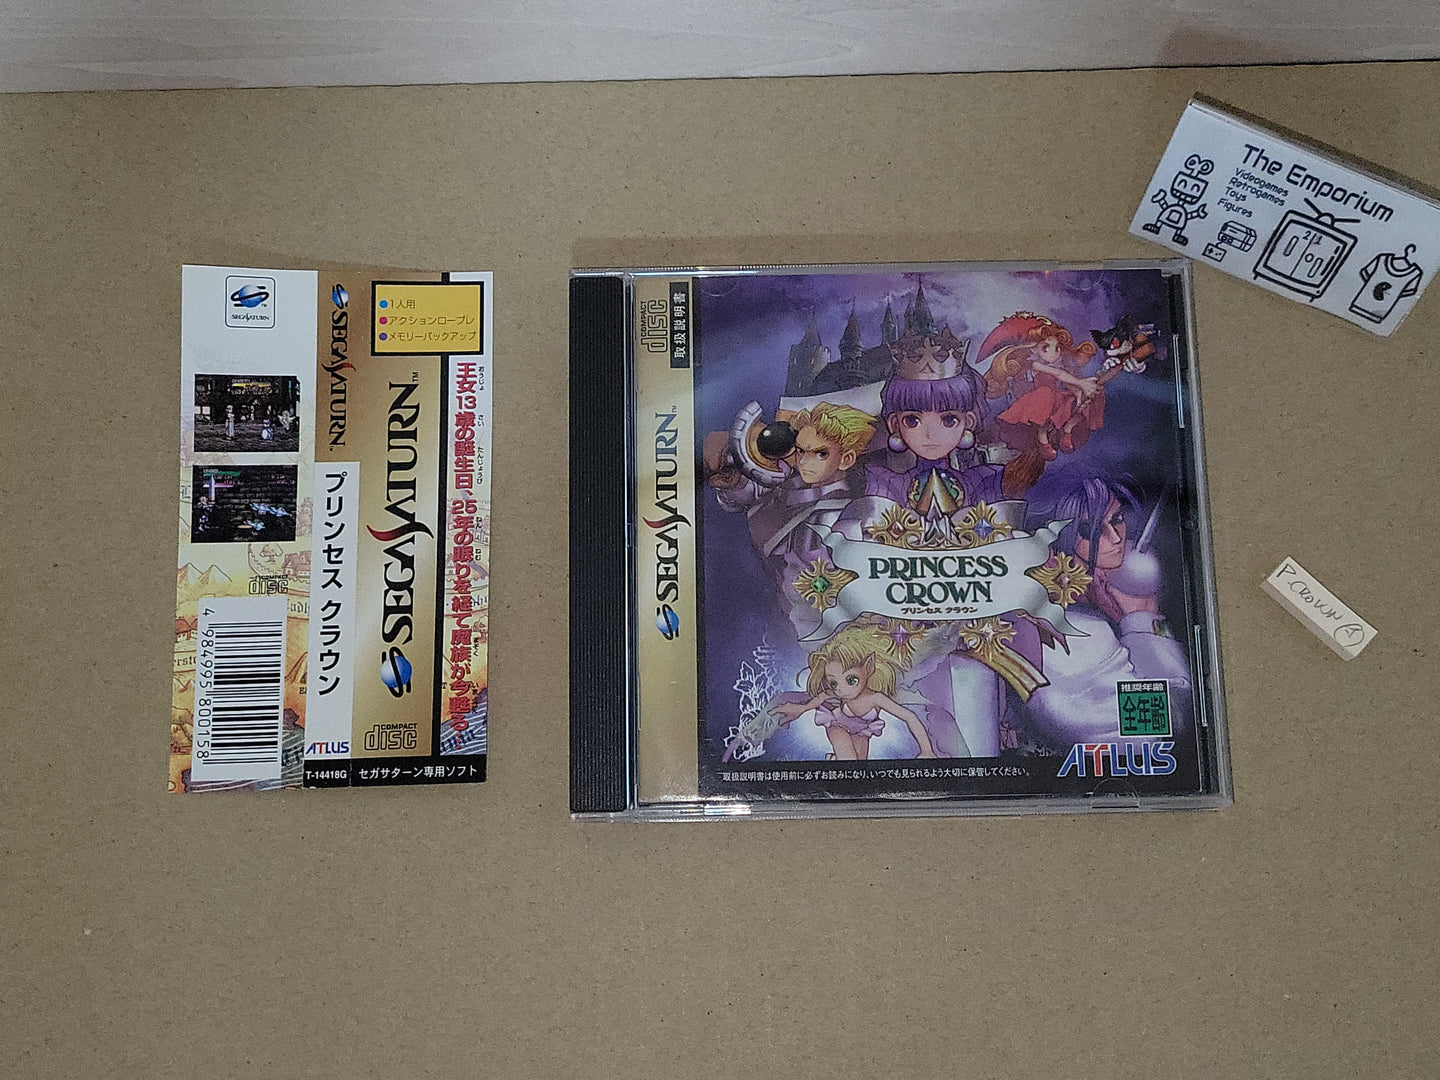 The Emporium
Videogames
Retrogames
Toys
Figures
P-CROWN
SEGA SATURN
SEGA SATURN™
プリンセス クラウン
ATLUS
T-14418G
COMPACT
disc
4 984995 800158
1人用
アクションロープレ
メモリーバックアップ
SEGA SATURN™
COMPACT
disc
セガサターン専用ソフト
王女13歳の誕生日、25年の眠りを経て魔族が今甦る
COMPACT
disc
取扱説明書
SEGA SATURN™
PRINCESS
CROWN
プリンセス クラウン
推奨年齢
全年齢
ATLUS
取扱説明書は使用前に必ずお読みになり、いつでも見られるよう大切に保管してください。